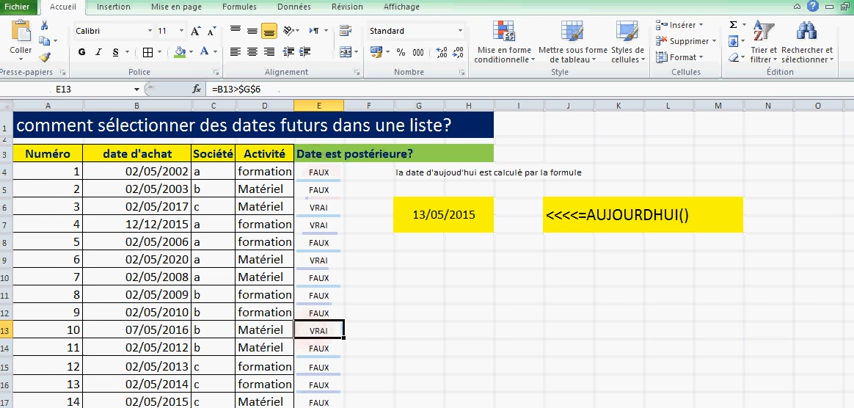 Fichier Accueil Insertion Mise en page Formules Données Révision Affichage
Coller
Calibri 11 A A
G I S
Standard
% 000
Mise en forme conditionnelle
Mettre sous forme de tableau
Styles de cellules
Insérer
Supprimer
Format
Trier et filtrer
Rechercher et sélectionner
Presse-papiers Police Alignement Nombre Style Cellules Édition
E13 fx =B13>$G$6
A B C D E F G H I J K L M N O
1 comment sélectionner des dates futurs dans une liste?
2
3 Numéro date d'achat Société Activité Date est postérieure?
4 1 02/05/2002 a formation FAUX la date d'aujoud'hui est calculé par la formule
5 2 02/05/2003 b Matériel FAUX
6 3 02/05/2017 c Matériel VRAI 13/05/2015 <<<<=AUJOURDHUI()
7 4 12/12/2015 a formation VRAI
8 5 02/05/2006 a formation FAUX
9 6 02/05/2020 a Matériel VRAI
10 7 02/05/2008 a Matériel FAUX
11 8 02/05/2009 b formation FAUX
12 9 02/05/2010 b formation FAUX
13 10 07/05/2016 b Matériel VRAI
14 11 02/05/2012 b Matériel FAUX
15 12 02/05/2013 c formation FAUX
16 13 02/05/2014 c formation FAUX
17 14 02/05/2015 c Matériel FAUX